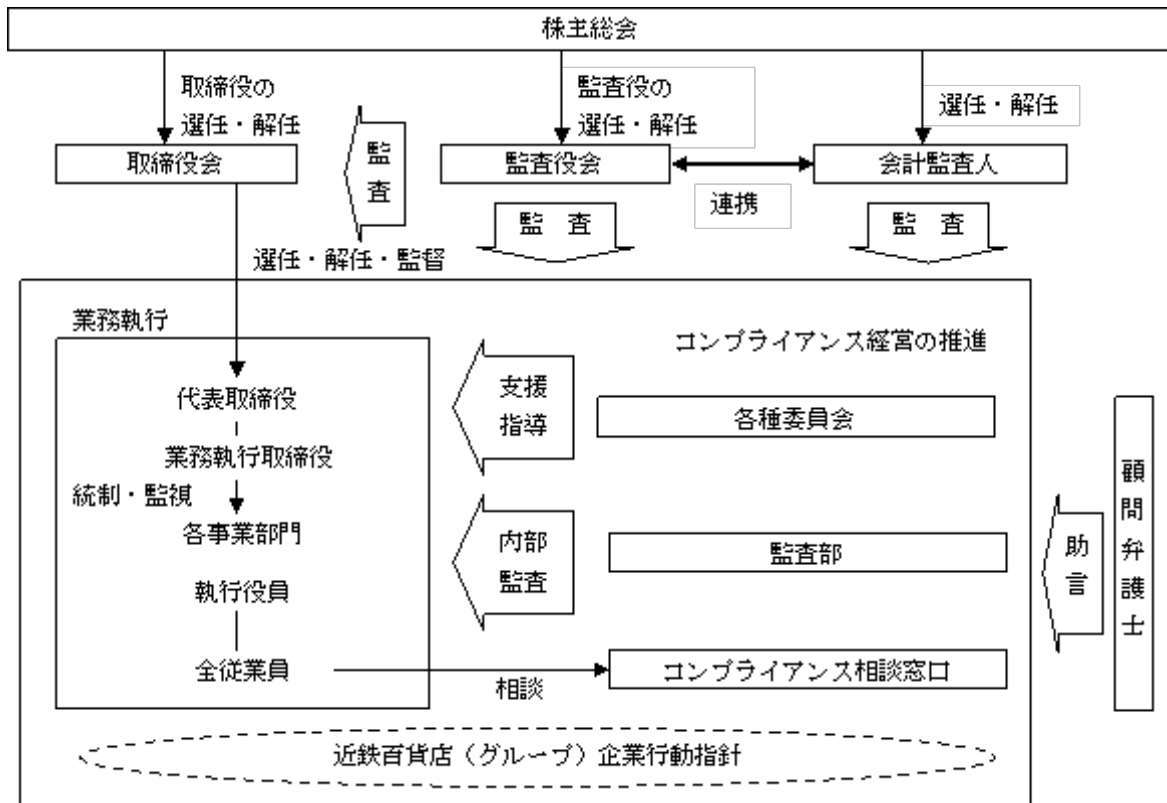 株主総会
取締役の
選任・解任
監査役の
選任・解任
選任・解任
取締役会
監査
監査役会
会計監査人
連携
監　査
監　査
選任・解任・監督
業務執行
コンプライアンス経営の推進
代表取締役
支援
指導
各種委員会
業務執行取締役
統制・監視
各事業部門
内部
監査
監査部
助言
顧問弁護士
執行役員
全従業員
相談
コンプライアンス相談窓口
近鉄百貨店（グループ）企業行動指針